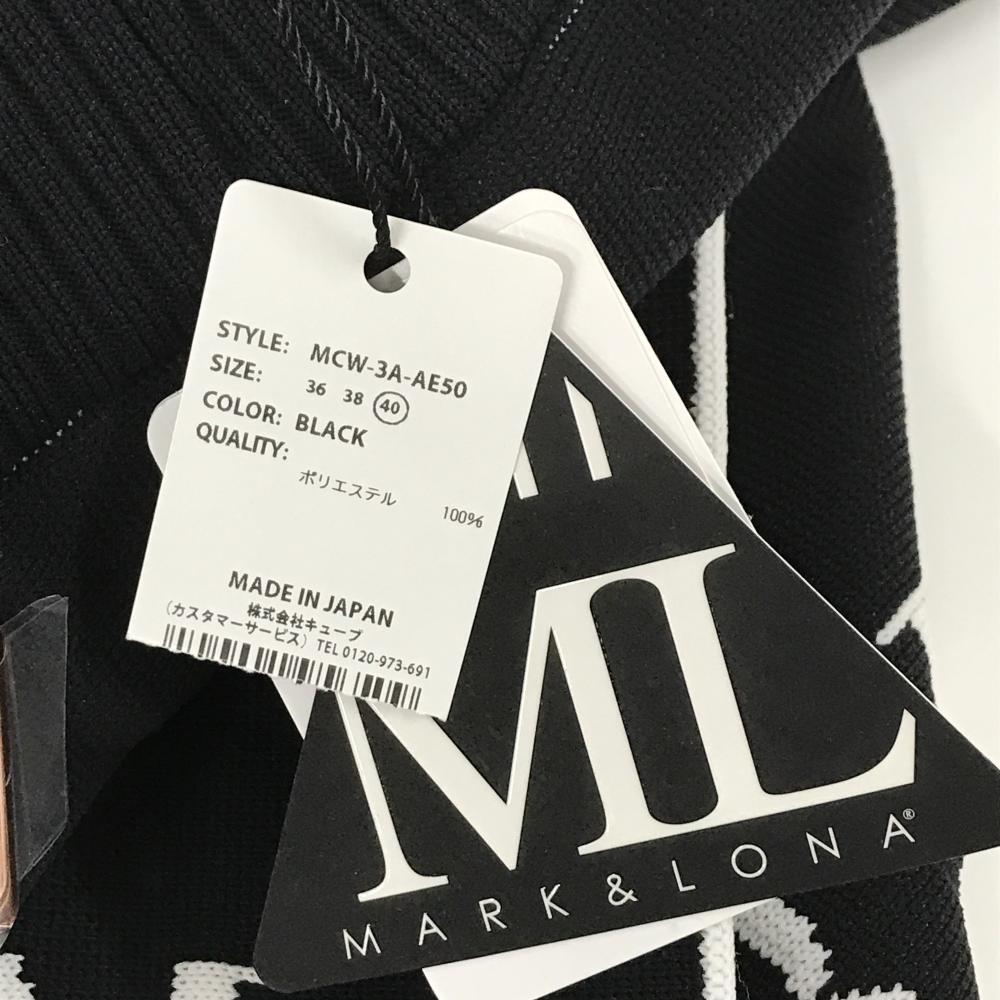 STYLE: MCW-3A-AE50
SIZE: 36 38 40
COLOR: BLACK
QUALITY:
ポリエステル 100%
MADE IN JAPAN
株式会社キューブ
(カスタマーサービス) TEL 0120-973-691
ML
MARK & LONA®